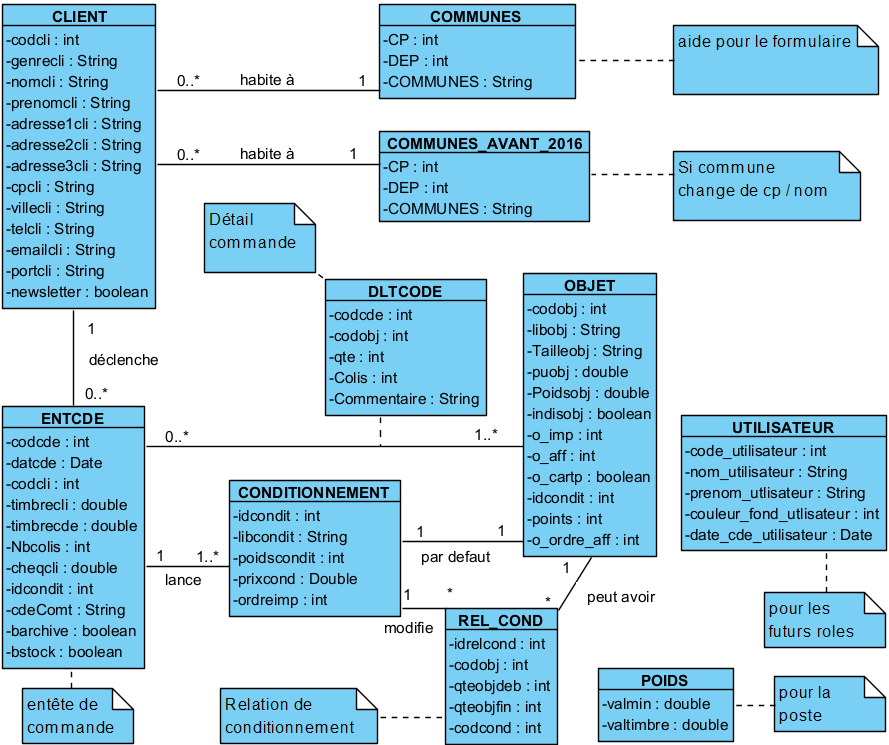 CLIENT
-codcli : int
-genrecli : String
-nomcli : String
-prenomcli : String
-adresse1cli : String
-adresse2cli : String
-adresse3cli : String
-cpcli : String
-villecli : String
-telcli : String
-emailcli : String
-portcli : String
-newsletter : boolean
0..*
habite à
1
COMMUNES
-CP : int
-DEP : int
-COMMUNES : String
aide pour le formulaire
0..*
habite à
1
COMMUNES_AVANT_2016
-CP : int
-DEP : int
-COMMUNES : String
Si commune
change de cp / nom
Détail
commande
DLTCODE
-codcde : int
-codobj : int
-qte : int
-Colis : int
-Commentaire : String
OBJET
-codobj : int
-libobj : String
-Tailleobj : String
-puobj : double
-Poidsobj : double
-indisobj : boolean
-o_imp : int
-o_aff : int
-o_cartp : boolean
-idcondit : int
-points : int
-o_ordre_aff : int
1
déclenche
0..*
ENTCDE
-codcde : int
-datcde : Date
-codcli : int
-timbrecli : double
-timbrecde : double
-Nbcolis : int
-cheqcli : double
-idcondit : int
-cdeComt : String
-barchive : boolean
-bstock : boolean
0..*
1..*
UTILISATEUR
-code_utilisateur : int
-nom_utilisateur : String
-prenom_utlisateur : String
-couleur_fond_utlisateur : int
-date_cde_utilisateur : Date
CONDITIONNEMENT
-idcondit : int
-libcondit : String
-poidscondit : int
-prixcond : Double
-ordreimp : int
1
1..*
lance
1
1
par defaut
1
*
modifie
1
*
peut avoir
pour les
futurs roles
REL_COND
-idrelcond : int
-codobj : int
-qteobjdeb : int
-qteobjfin : int
-codcond : int
entête de
commande
Relation de
conditionnement
POIDS
-valmin : double
-valtimbre : double
pour la
poste